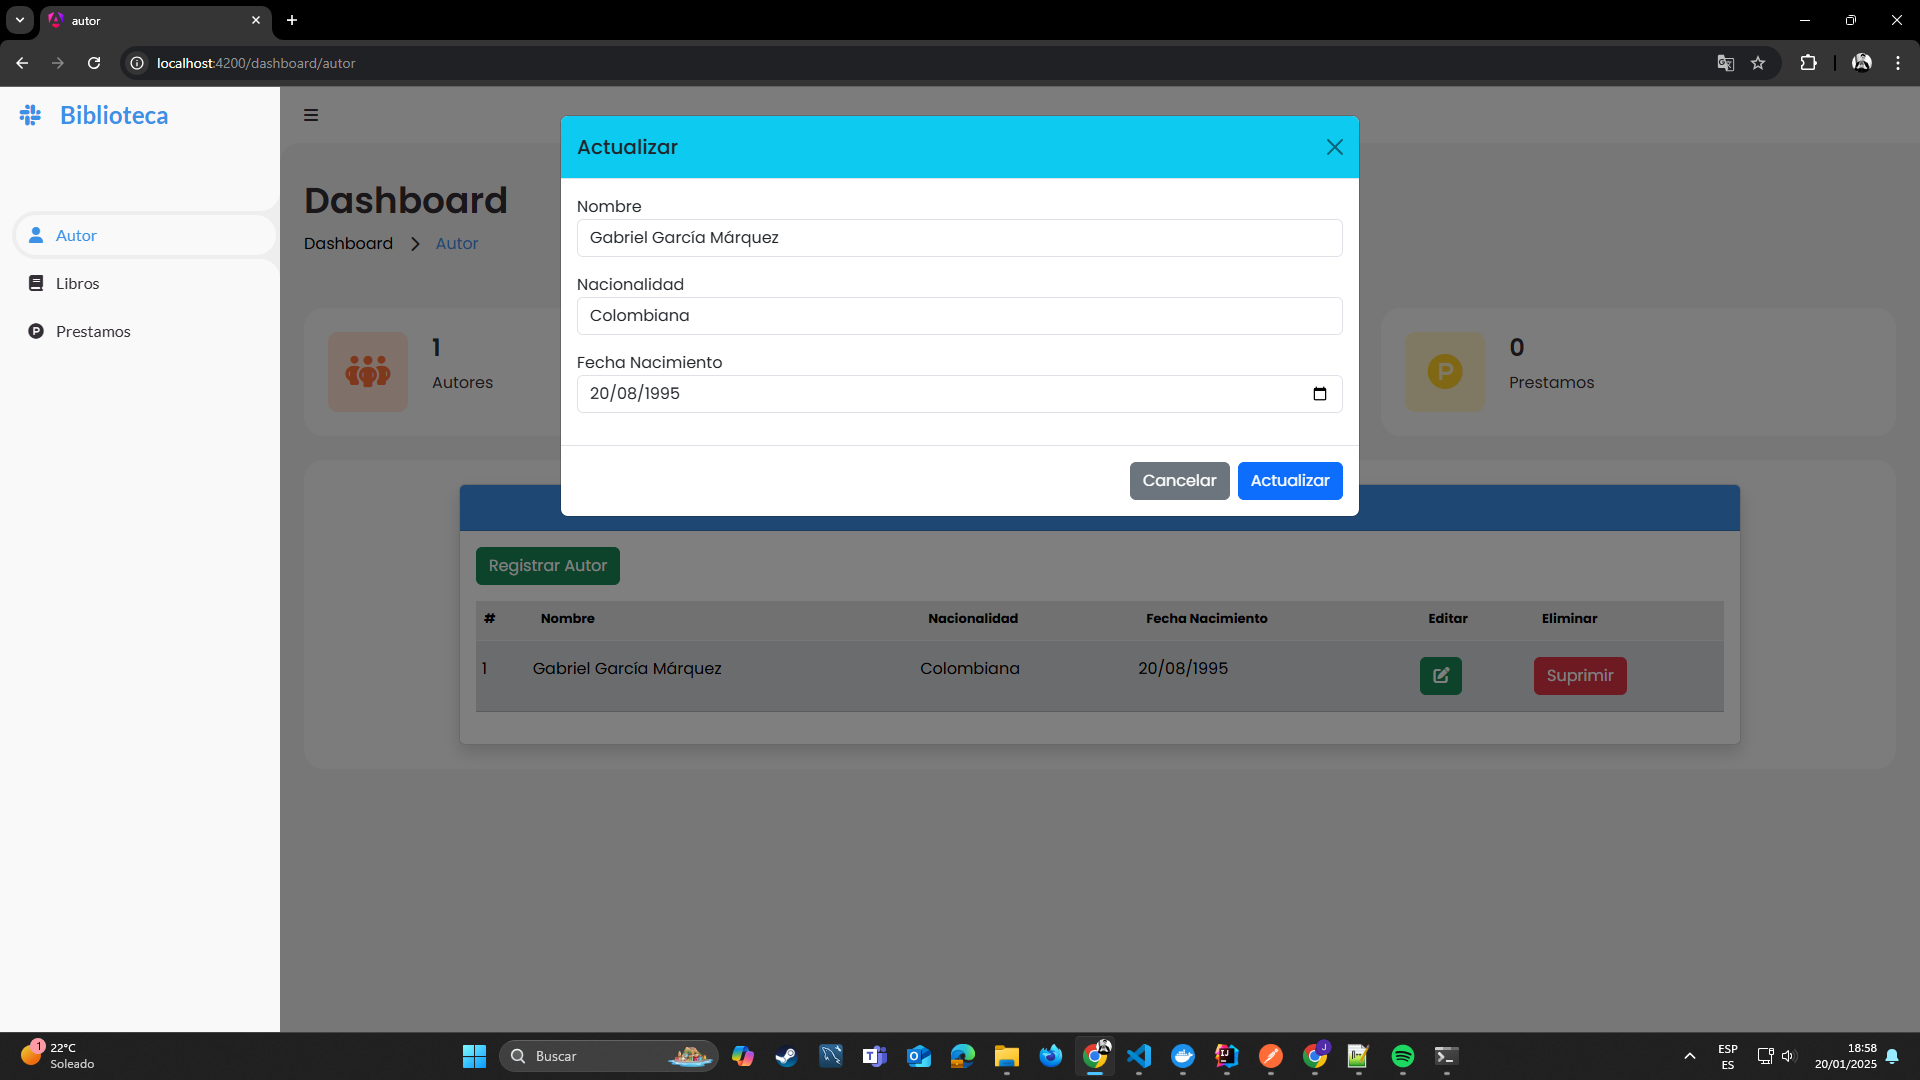 autor
localhost:4200/dashboard/autor
Biblioteca
Autor
Libros
Prestamos
Dashboard
Dashboard
Autor
1
Autores
0
Prestamos
Actualizar
Nombre
Gabriel García Márquez
Nacionalidad
Colombiana
Fecha Nacimiento
20/08/1995
Cancelar
Actualizar
Registrar Autor
# Nombre Nacionalidad Fecha Nacimiento Editar Eliminar
1 Gabriel García Márquez Colombiana 20/08/1995 Suprimir
1
22°C
Soleado
Buscar
ESP
ES
18:58
20/01/2025